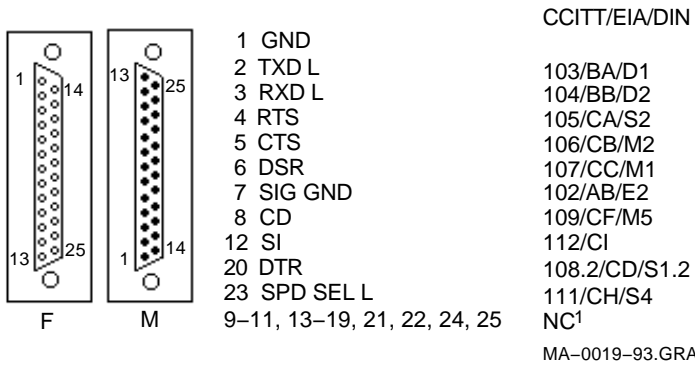 CCITT/EIA/DIN
1 GND
2 TXD L 103/BA/D1
3 RXD L 104/BB/D2
4 RTS 105/CA/S2
5 CTS 106/CB/M2
6 DSR 107/CC/M1
7 SIG GND 102/AB/E2
8 CD 109/CF/M5
12 SI 112/CI
20 DTR 108.2/CD/S1.2
23 SPD SEL L 111/CH/S4
9–11, 13–19, 21, 22, 24, 25 NC1
1
14
13
25
F
13
25
1
14
M
MA–0019–93.GRA